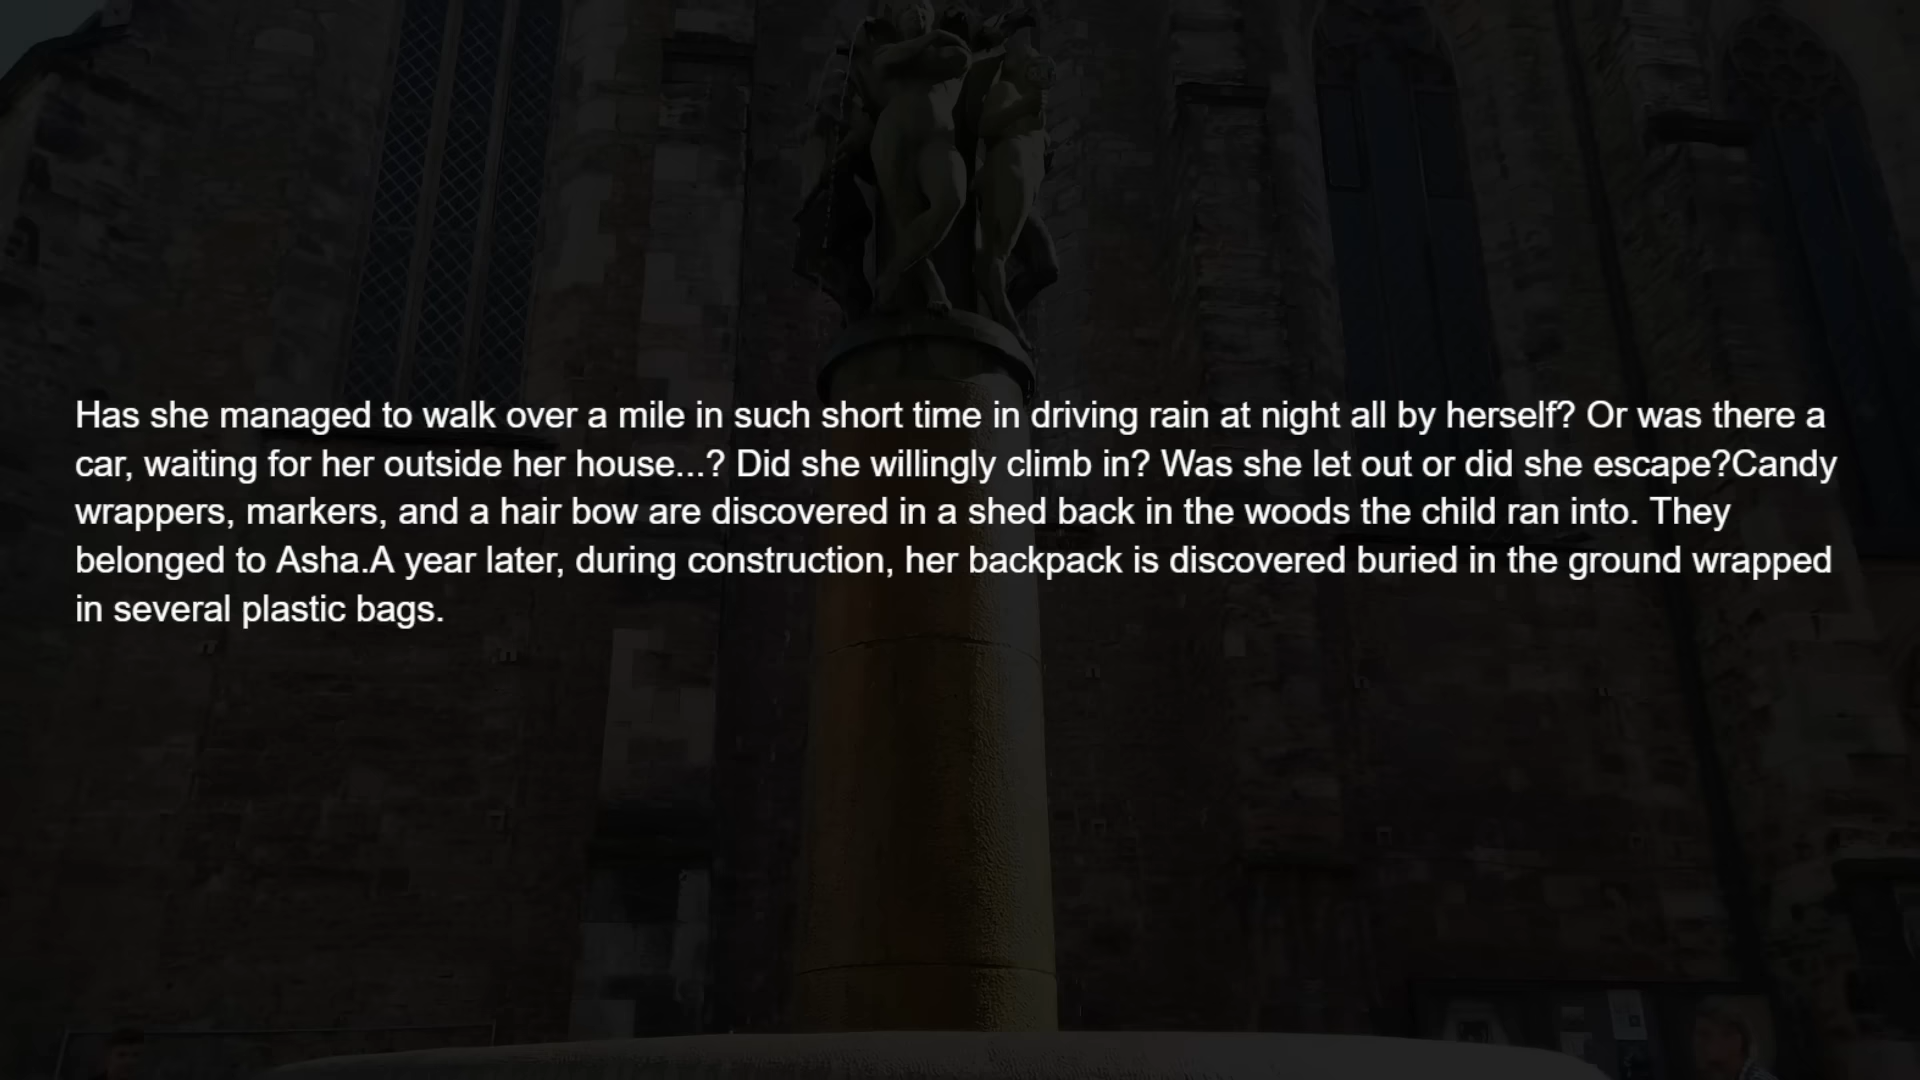 Has she managed to walk over a mile in such short time in driving rain at night all by herself? Or was there a
car, waiting for her outside her house...? Did she willingly climb in? Was she let out or did she escape?Candy
wrappers, markers, and a hair bow are discovered in a shed back in the woods the child ran into. They
belonged to Asha.A year later, during construction, her backpack is discovered buried in the ground wrapped
in several plastic bags.